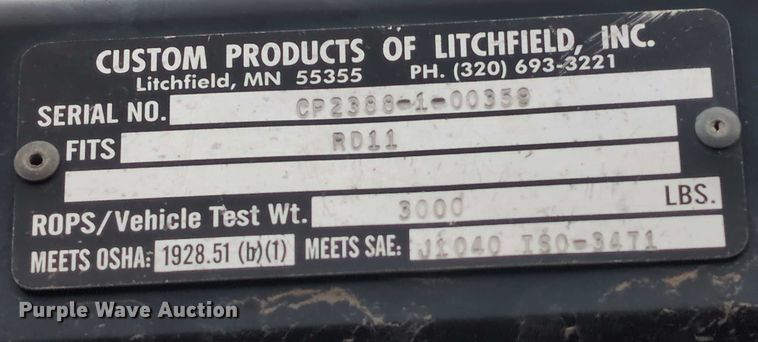 CUSTOM PRODUCTS OF LITCHFIELD, INC.
Litchfield, MN 55355 PH. (320) 693-3221
SERIAL NO. CP2388-1-00359
FITS RD11
ROPS/Vehicle Test Wt. 3000 LBS.
MEETS OSHA: 1928.51 (b)(1) MEETS SAE: J1040 ISO-3471
Purple Wave Auction